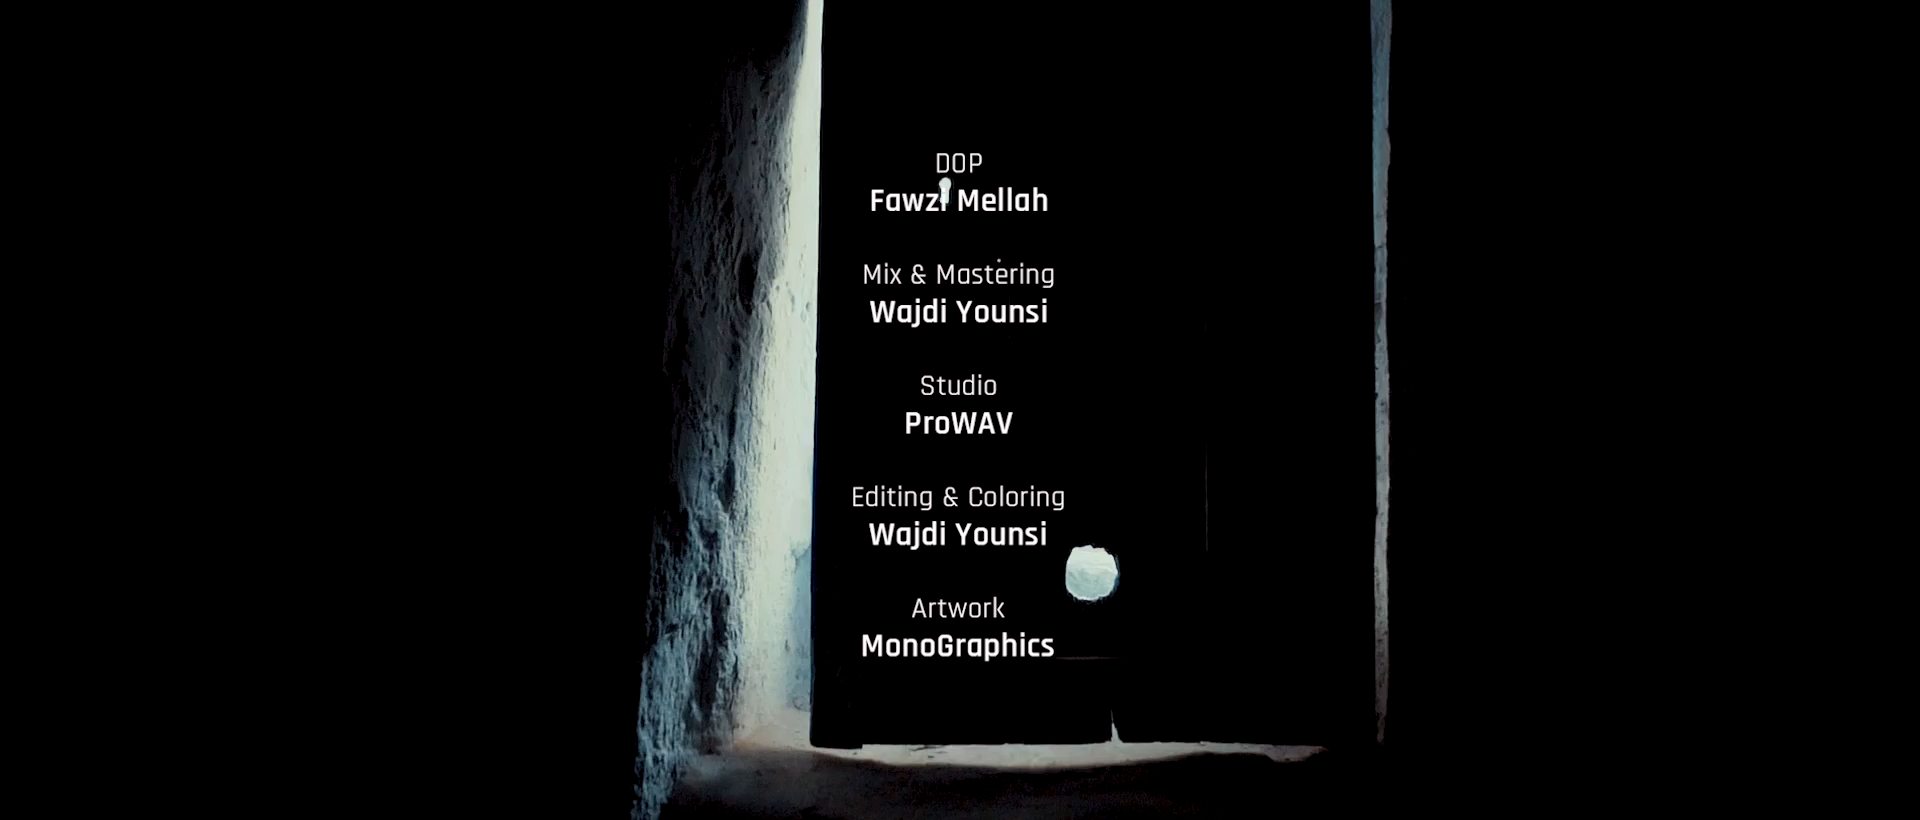 DOP
Fawzi Mellah
Mix & Mastering
Wajdi Younsi
Studio
ProWAV
Editing & Coloring
Wajdi Younsi
Artwork
MonoGraphics